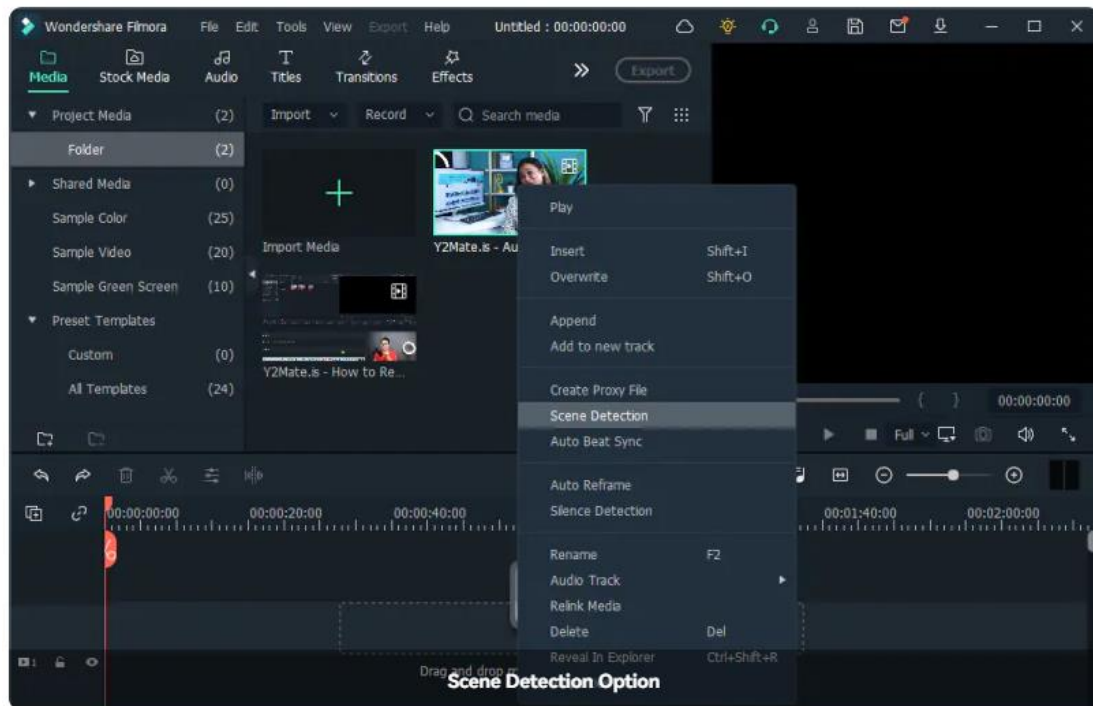 Wondershare Filmora File Edit Tools View Export Help Untitled : 00:00:00:00
Media Stock Media Audio Titles Transitions Effects Export
Project Media (2)
Import Record Search media
Folder (2)
Shared Media (0)
Sample Color (25)
Sample Video (20)
Sample Green Screen (10)
Preset Templates
Custom (0)
All Templates (24)
Import Media
Y2Mate.is - Au
Y2Mate.is - How to Re...
Play
Insert Shift+I
Overwrite Shift+O
Append
Add to new track
Create Proxy File
Scene Detection
Auto Beat Sync
Auto Reframe
Silence Detection
Rename F2
Audio Track
Relink Media
Delete Del
Reveal In Explorer Ctrl+Shift+R
{ } 00:00:00:00
Full
00:00:00:00 00:00:20:00 00:00:40:00 00:01:40:00 00:02:00:00
1
Drag and drop
Scene Detection Option